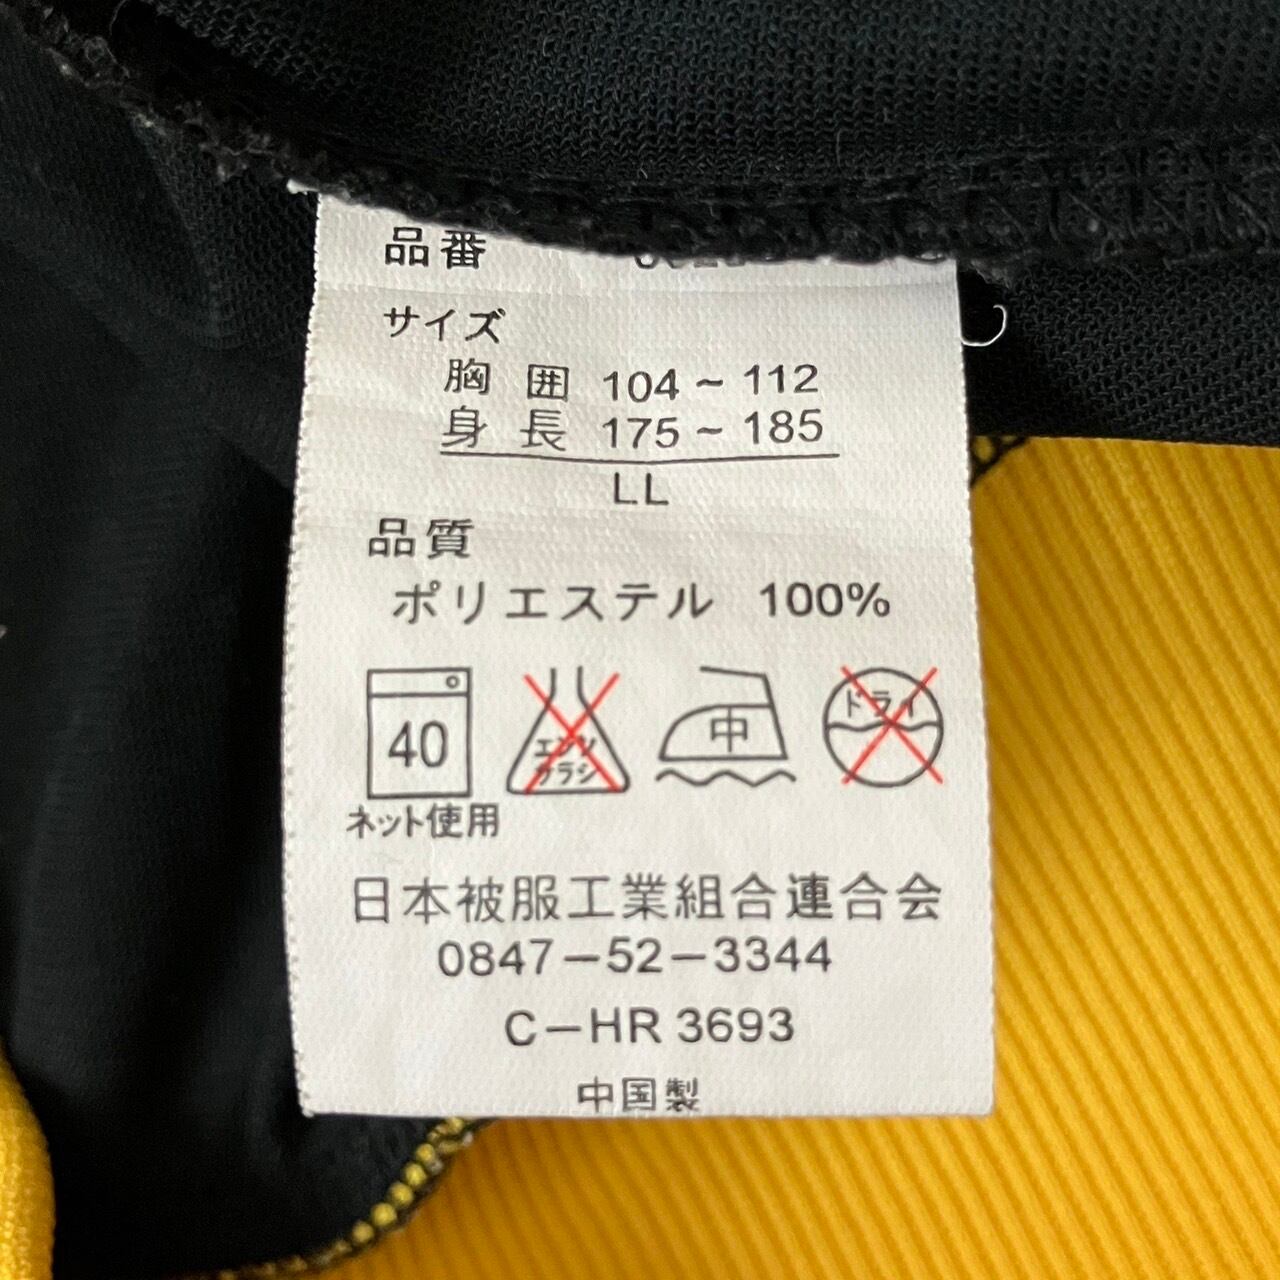 品番
サイズ
胸 囲 104 ~ 112
身 長 175 ~ 185
LL
品質
ポリエステル 100%
40
エンソ
サラシ
中
ドライ
ネット使用
日本被服工業組合連合会
0847-52-3344
C-HR 3693
中国製